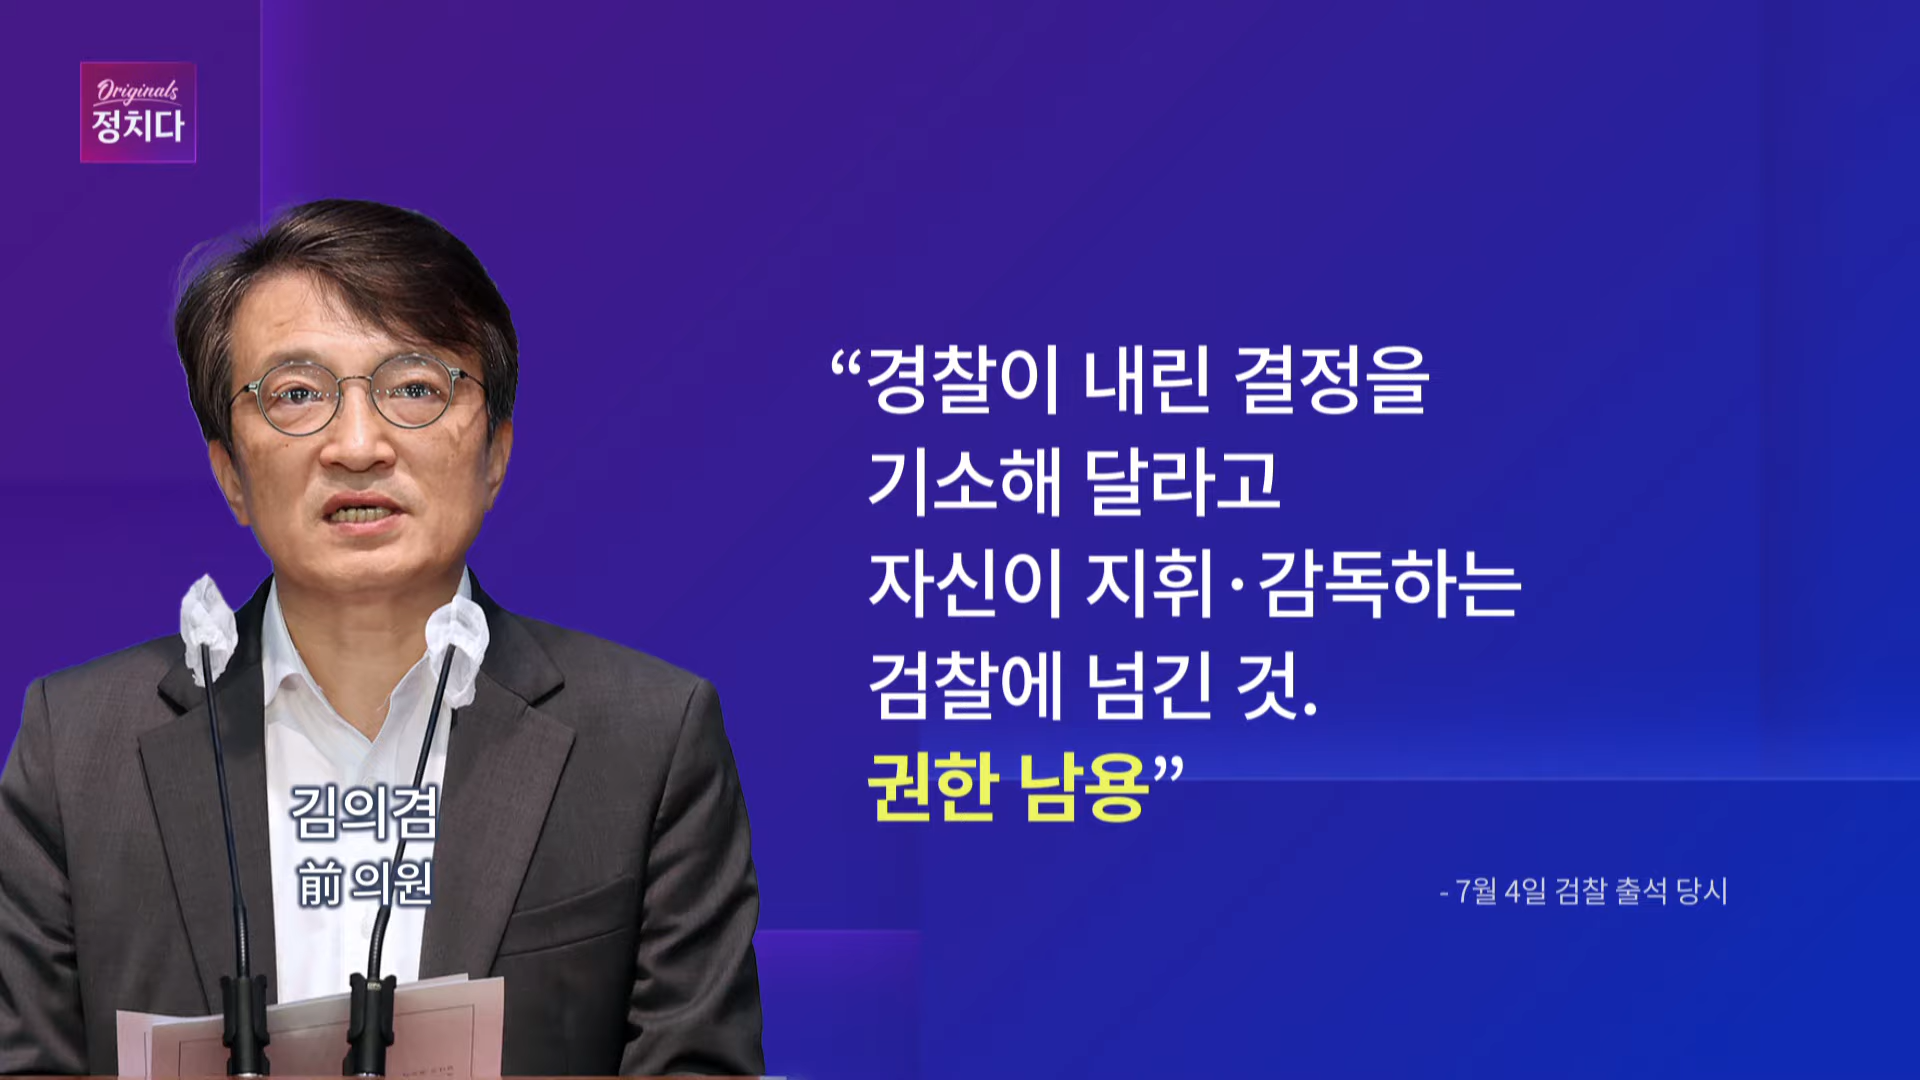 Originals
정치다
“경찰이 내린 결정을
기소해 달라고
자신이 지휘·감독하는
검찰에 넘긴 것.
권한 남용”
- 7월 4일 검찰 출석 당시
김의겸
前 의원